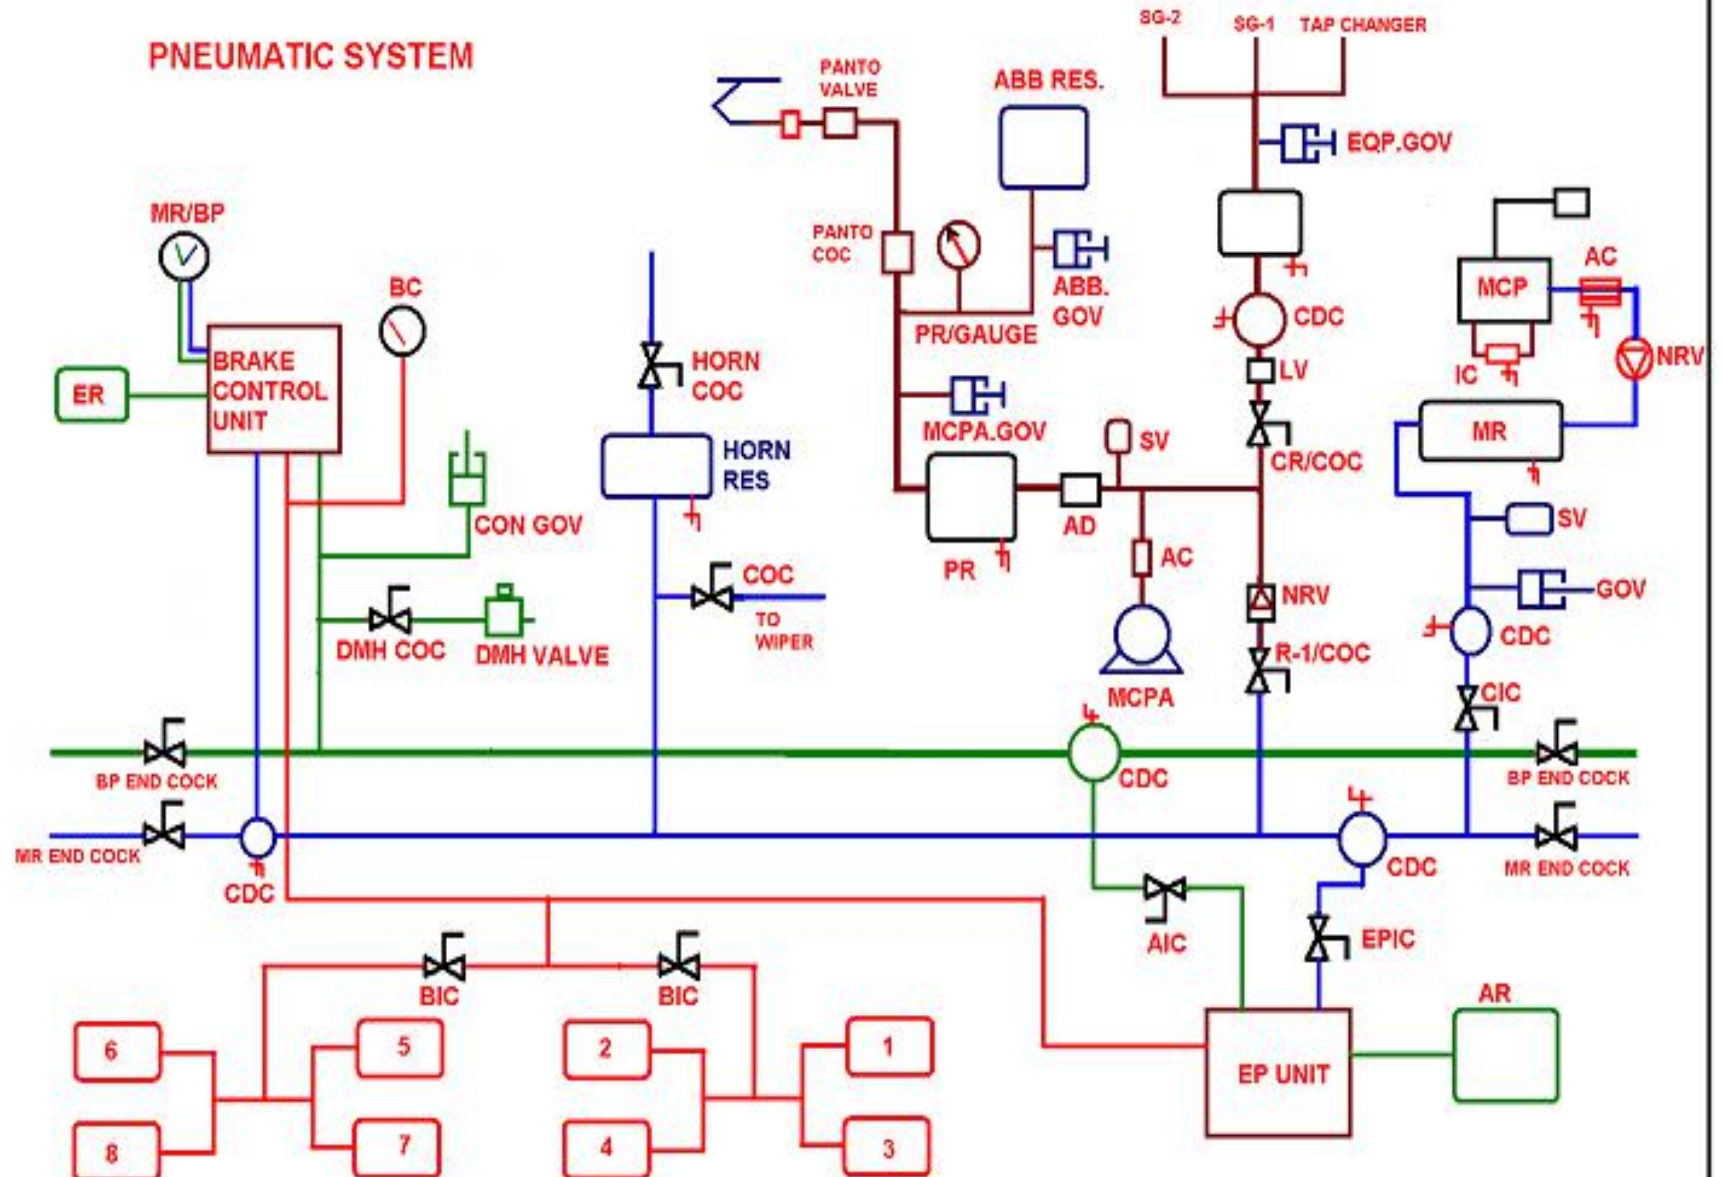 PNEUMATIC SYSTEM
SG-2
SG-1
TAP CHANGER
PANTO
VALVE
ABB RES.
EQP.GOV
MR/BP
PANTO
COC
ABB.
GOV
PR/GAUGE
CDC
AC
MCP
NRV
IC
BC
BRAKE
CONTROL
UNIT
ER
HORN
COC
LV
MCPA.GOV
SV
CR/COC
MR
HORN
RES
CON GOV
AD
SV
PR
AC
COC
TO
WIPER
NRV
GOV
CDC
DMH COC
DMH VALVE
R-1/COC
MCPA
CIC
BP END COCK
CDC
BP END COCK
MR END COCK
CDC
CDC
MR END COCK
AIC
EPIC
BIC
BIC
AR
6
5
2
1
EP UNIT
8
7
4
3